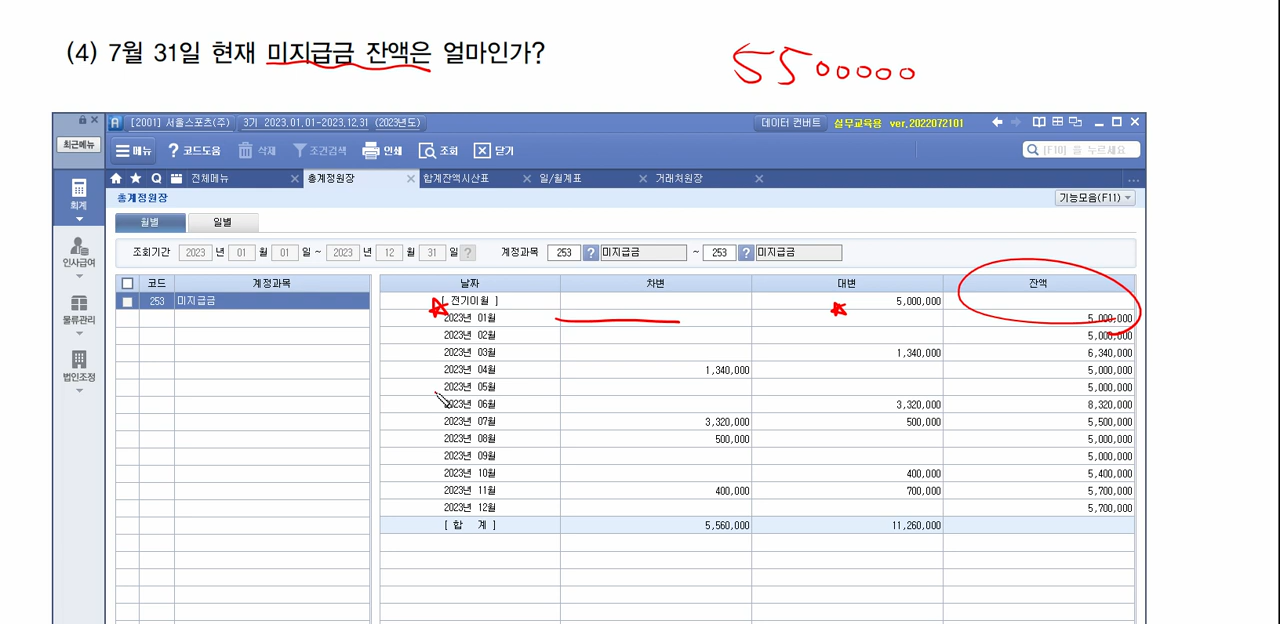 (4) 7월 31일 현재 미지급금 잔액은 얼마인가?
5500000
[2001] 서울스포츠(주) 3기 2023.01.01~2023.12.31 (2023년도) 데이터 컨버트 실무교육용 ver.2022072101
최근메뉴 메뉴 ? 코드도움 삭제 조건검색 인쇄 조회 닫기 [F10] 을 누르세요
전체메뉴 총계정원장 합계잔액시산표 일/월계표 거래처원장
총계정원장 기능모음(F11)
월별 일별
조회기간 2023 년 01 월 01 일 ~ 2023 년 12 월 31 일 ? 계정과목 253 ? 미지급금 ~ 253 ? 미지급금
회계
인사급여
물류관리
법인조정
코드 계정과목
253 미지급금
날짜 차변 대변 잔액
[ 전기이월 ] 5,000,000
2023년 01월 5,000,000
2023년 02월 5,000,000
2023년 03월 1,340,000 6,340,000
2023년 04월 1,340,000 5,000,000
2023년 05월 5,000,000
2023년 06월 3,320,000 8,320,000
2023년 07월 3,320,000 500,000 5,500,000
2023년 08월 500,000 5,000,000
2023년 09월 5,000,000
2023년 10월 400,000 5,400,000
2023년 11월 400,000 700,000 5,700,000
2023년 12월 5,700,000
[ 합 계 ] 5,560,000 11,260,000